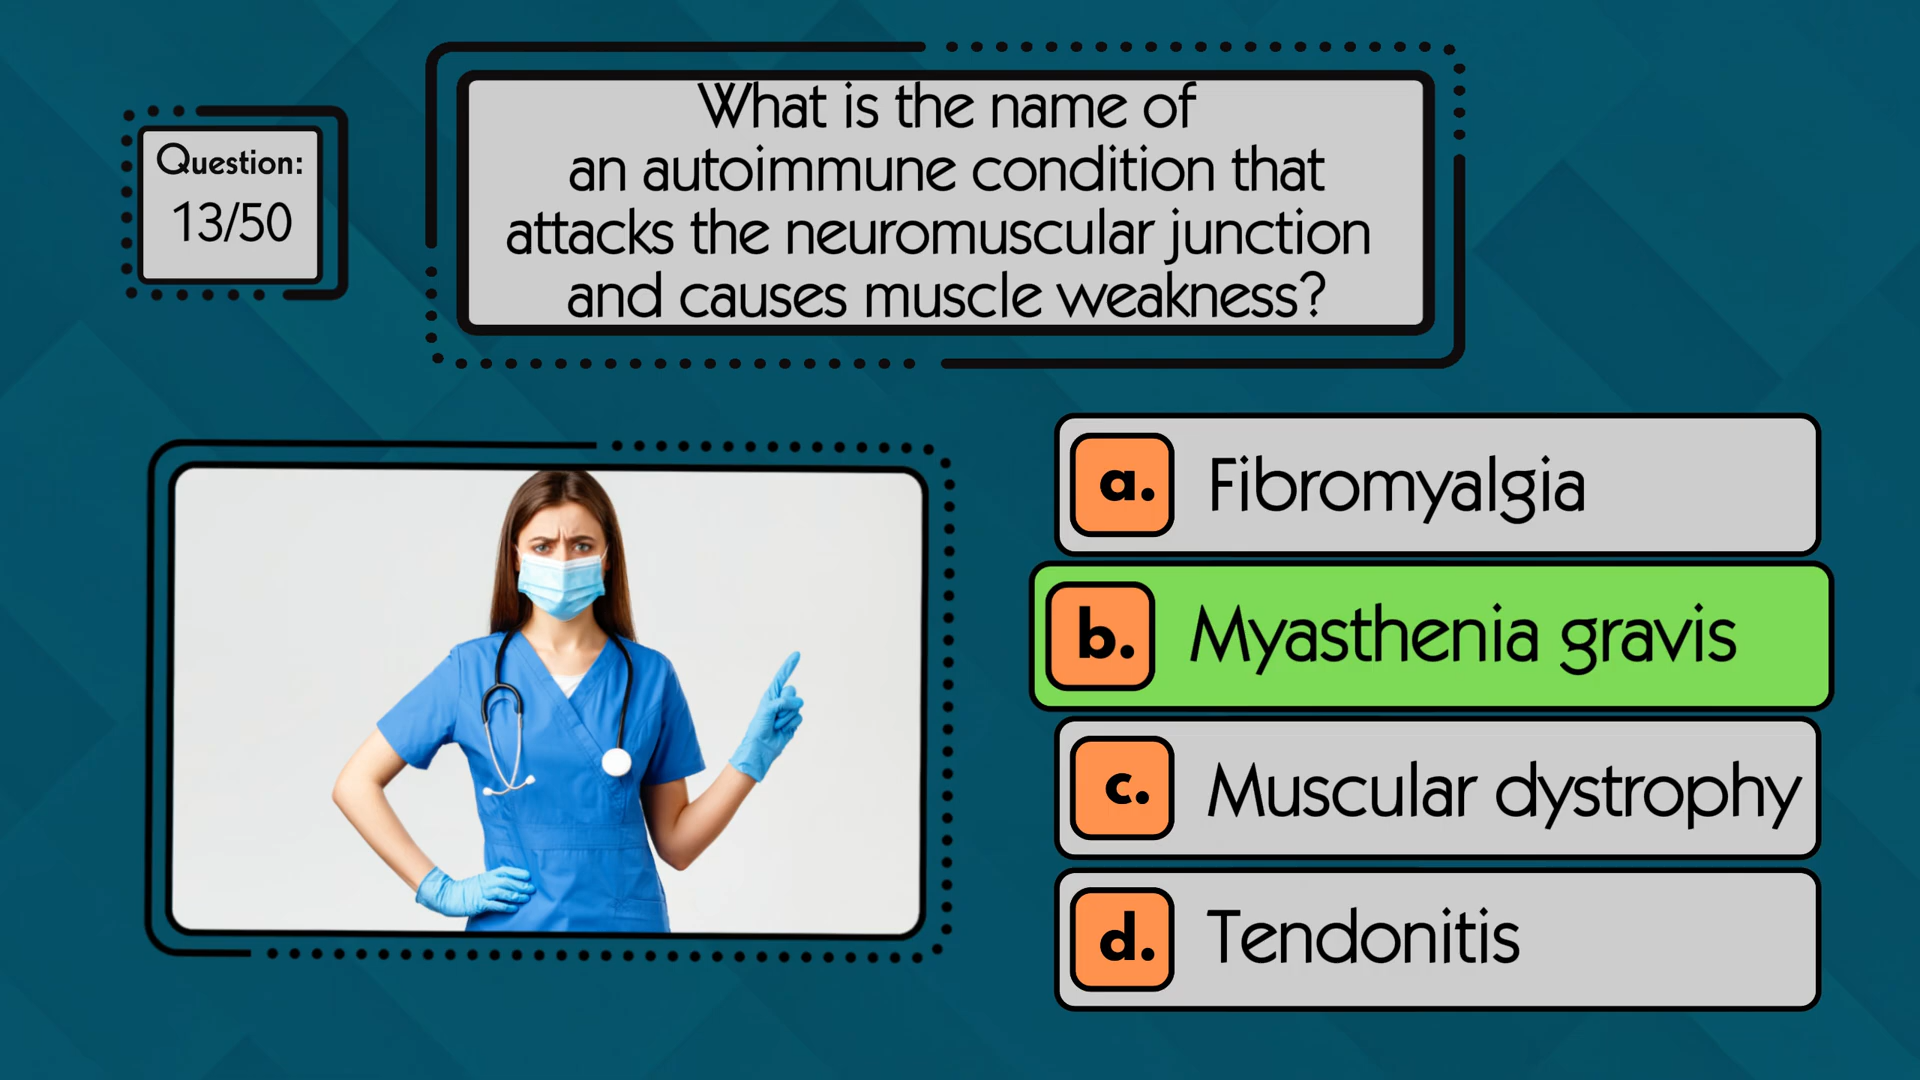 Question:
13/50
What is the name of
an autoimmune condition that
attacks the neuromuscular junction
and causes muscle weakness?
a. Fibromyalgia
b. Myasthenia gravis
c. Muscular dystrophy
d. Tendonitis